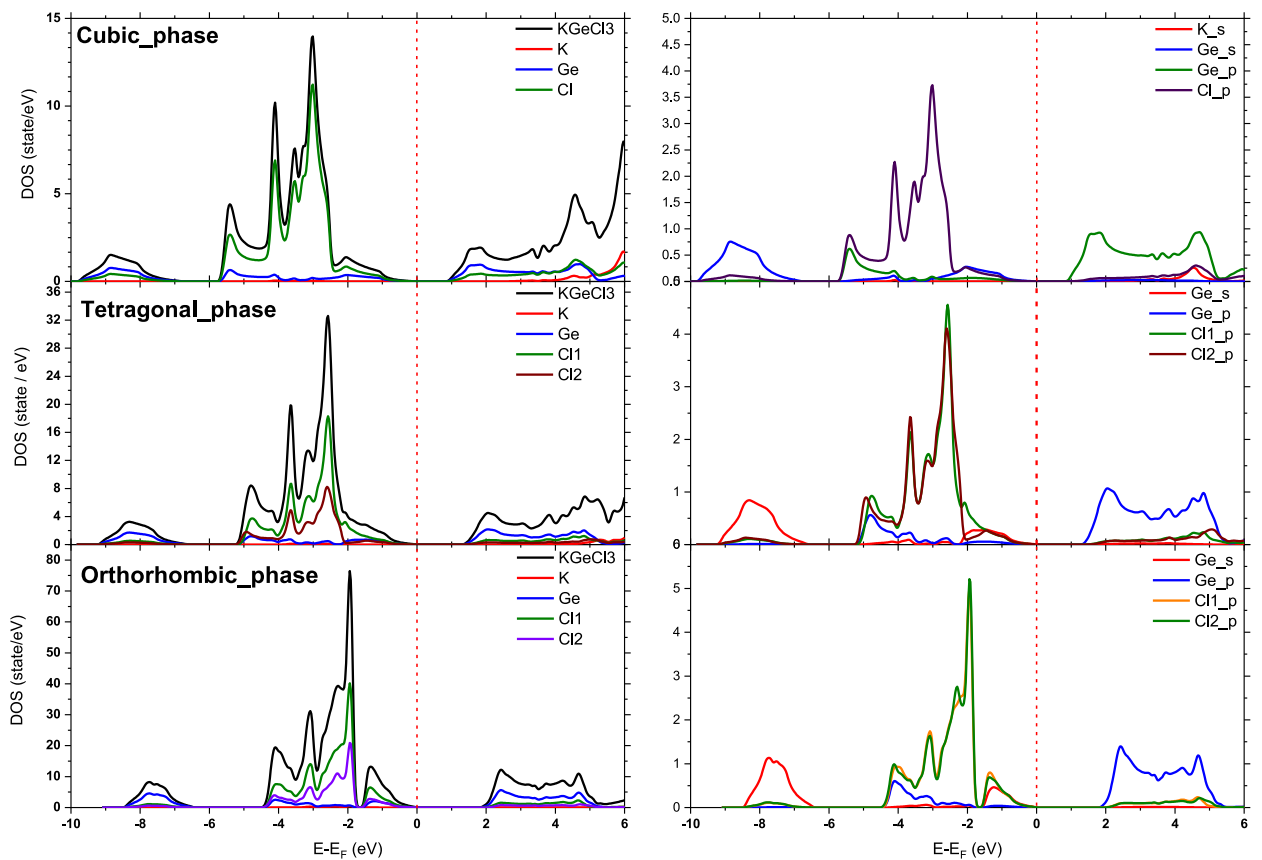 Cubic_phase
KGeCl3
K
Ge
Cl
DOS (state/eV)
15
10
5
0
K_s
Ge_s
Ge_p
Cl_p
5.0
4.5
4.0
3.5
3.0
2.5
2.0
1.5
1.0
0.5
0.0
Tetragonal_phase
KGeCl3
K
Ge
Cl1
Cl2
DOS (state / eV)
36
32
28
24
20
16
12
8
4
0
Ge_s
Ge_p
Cl1_p
Cl2_p
4
3
2
1
0
Orthorhombic_phase
KGeCl3
K
Ge
Cl1
Cl2
DOS (state/eV)
80
70
60
50
40
30
20
10
0
-10 -8 -6 -4 -2 0 2 4 6
E-E_F (eV)
Ge_s
Ge_p
Cl1_p
Cl2_p
5
4
3
2
1
0
-10 -8 -6 -4 -2 0 2 4 6
E-E_F (eV)